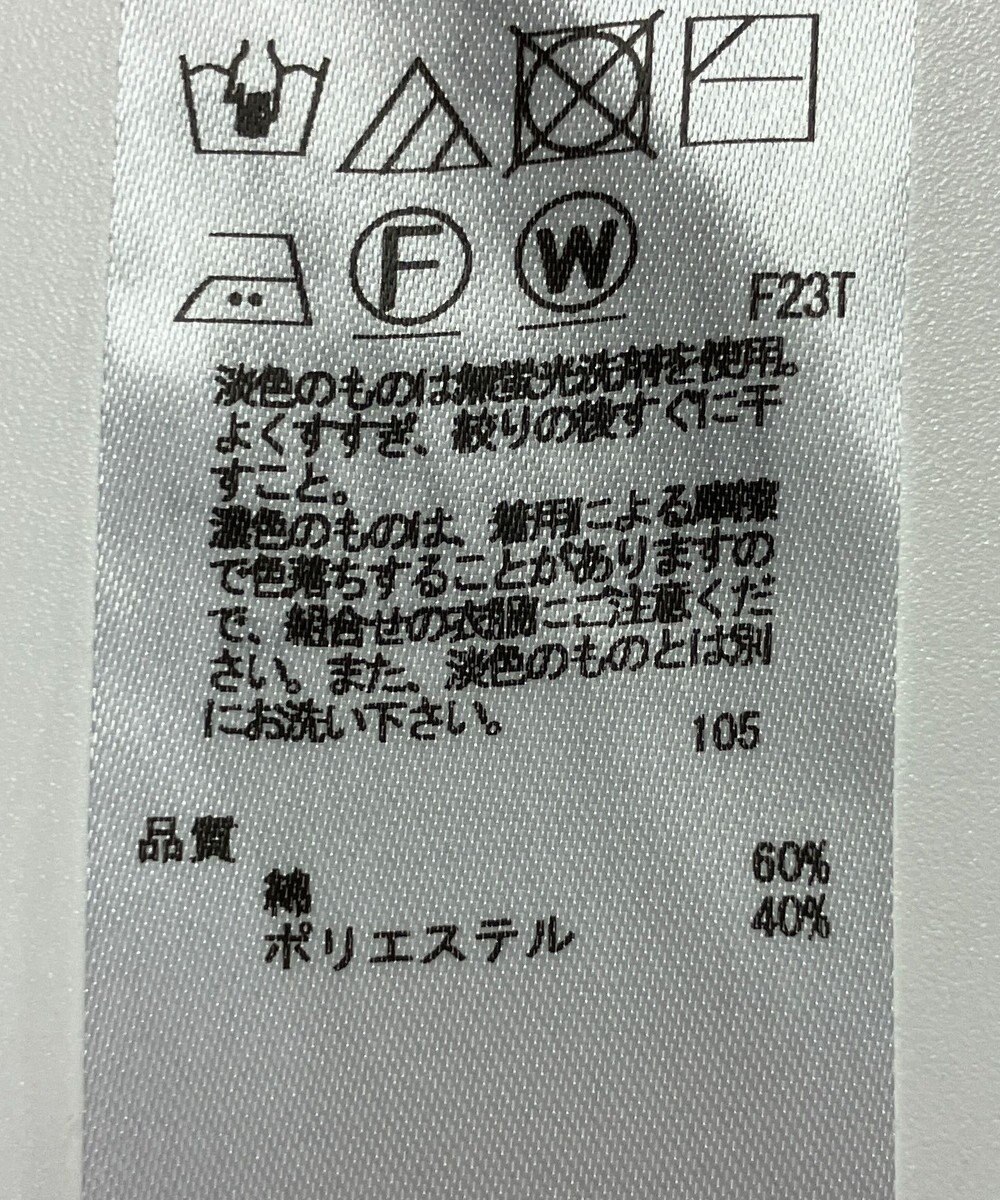 F W F23T
淡色のものは無蛍光洗剤を使用。
よくすすぎ、絞りの後すぐに干
すこと。
濃色のものは、着用による摩擦
で色落ちすることがありますの
で、組合せの衣服にご注意くだ
さい。また、淡色のものとは別
にお洗い下さい。 105
品質
綿 60%
ポリエステル 40%